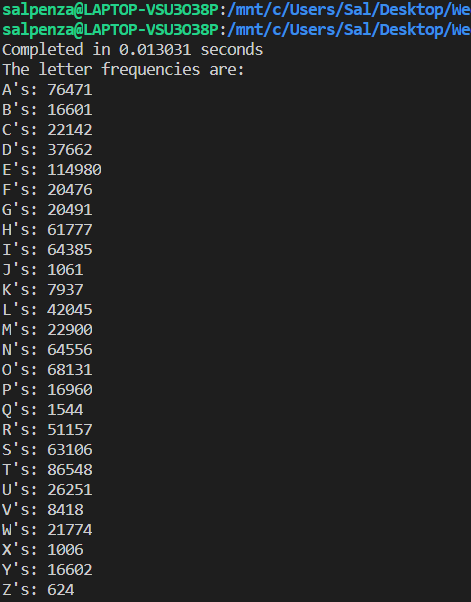 salpenza@LAPTOP-VSU3O38P:/mnt/c/Users/Sal/Desktop/We
salpenza@LAPTOP-VSU3O38P:/mnt/c/Users/Sal/Desktop/We
Completed in 0.013031 seconds
The letter frequencies are:
A's: 76471
B's: 16601
C's: 22142
D's: 37662
E's: 114980
F's: 20476
G's: 20491
H's: 61777
I's: 64385
J's: 1061
K's: 7937
L's: 42045
M's: 22900
N's: 64556
O's: 68131
P's: 16960
Q's: 1544
R's: 51157
S's: 63106
T's: 86548
U's: 26251
V's: 8418
W's: 21774
X's: 1006
Y's: 16602
Z's: 624